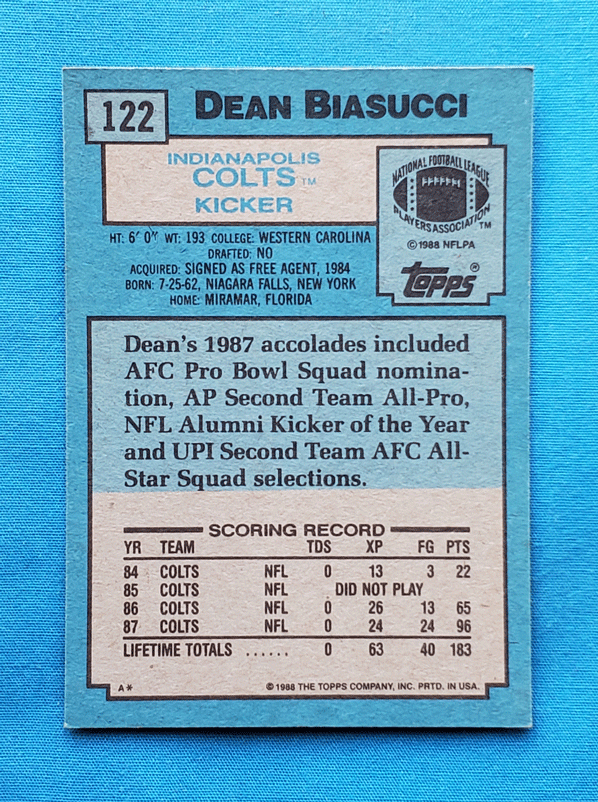 122
DEAN BIASUCCI
INDIANAPOLIS
COLTS TM
KICKER
NATIONAL FOOTBALL LEAGUE
PLAYERS ASSOCIATION TM
© 1988 NFLPA
Topps ®
HT: 6' 0" WT: 193 COLLEGE: WESTERN CAROLINA
DRAFTED: NO
ACQUIRED: SIGNED AS FREE AGENT, 1984
BORN: 7-25-62, NIAGARA FALLS, NEW YORK
HOME: MIRAMAR, FLORIDA
Dean's 1987 accolades included
AFC Pro Bowl Squad nomina-
tion, AP Second Team All-Pro,
NFL Alumni Kicker of the Year
and UPI Second Team AFC All-
Star Squad selections.
SCORING RECORD
YR TEAM TDS XP FG PTS
84 COLTS NFL 0 13 3 22
85 COLTS NFL DID NOT PLAY
86 COLTS NFL 0 26 13 65
87 COLTS NFL 0 24 24 96
LIFETIME TOTALS ...... 0 63 40 183
A* © 1988 THE TOPPS COMPANY, INC. PRTD. IN USA.